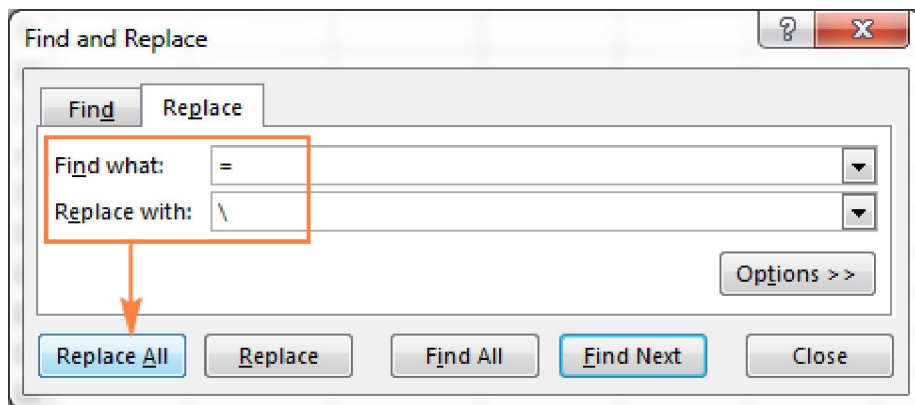 Find and Replace
Find Replace
Find what: =
Replace with: \
Options >>
Replace All Replace Find All Find Next Close